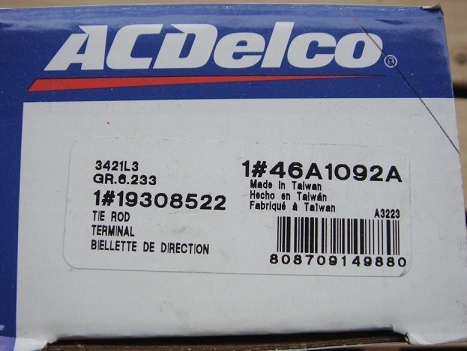 ACDelco®
3421L3
GR.6.233
1#19308522
TIE ROD
TERMINAL
BIELLETTE DE DIRECTION
1#46A1092A
Made in Taiwan
Hecho en Taiwán
Fabriqué à Taiwan
A3223
808709149880